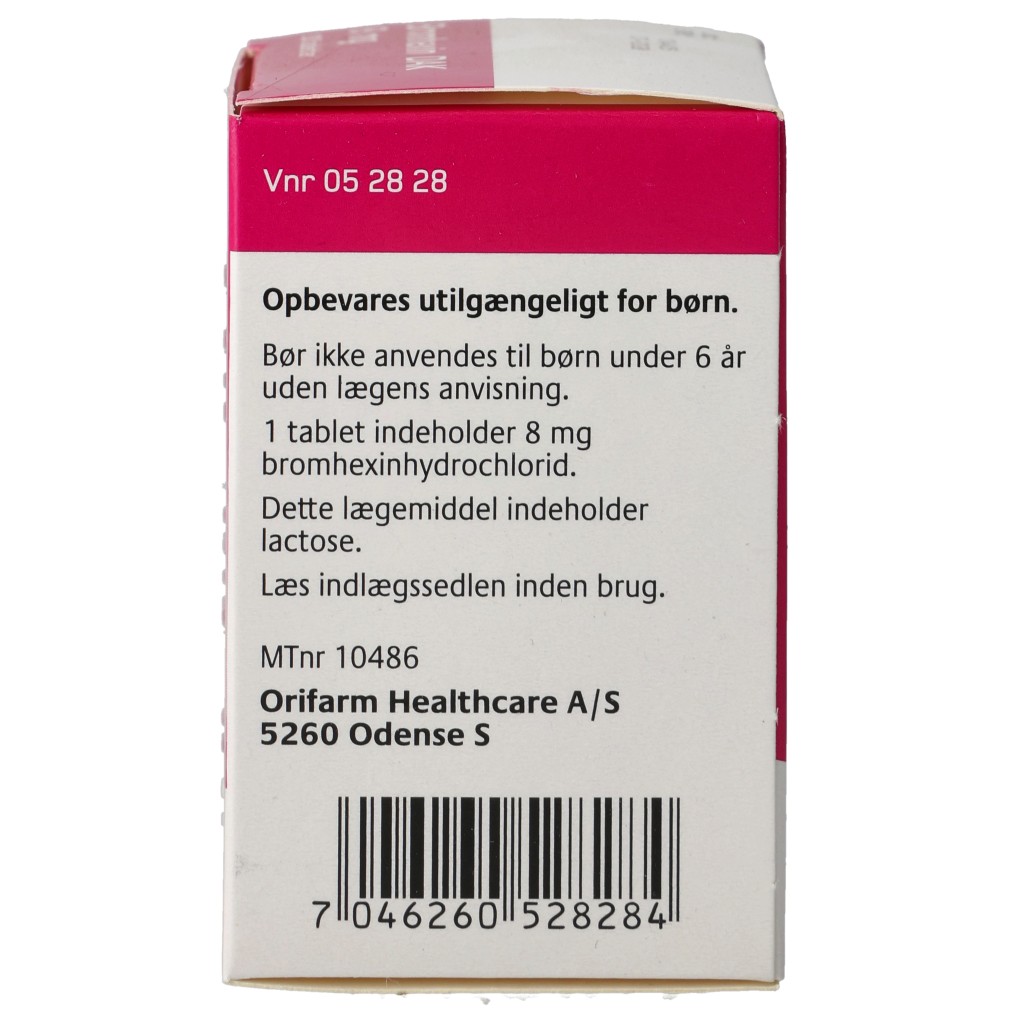 Vnr 05 28 28
Opbevares utilgængeligt for børn.
Bør ikke anvendes til børn under 6 år
uden lægens anvisning.
1 tablet indeholder 8 mg
bromhexinhydrochlorid.
Dette lægemiddel indeholder
lactose.
Læs indlægssedlen inden brug.
MTnr 10486
Orifarm Healthcare A/S
5260 Odense S
7 046260 528284